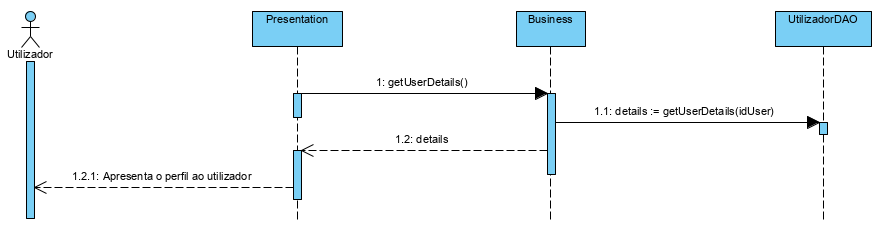 Presentation
Business
UtilizadorDAO
Utilizador
1: getUserDetails()
1.1: details := getUserDetails(idUser)
1.2: details
1.2.1: Apresenta o perfil ao utilizador